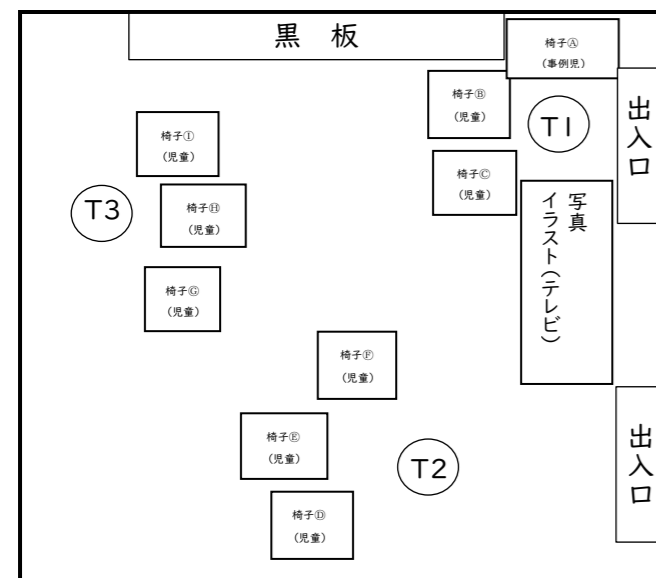 黒　板
椅子Ⓐ
(事例児)
出入口
椅子Ⓑ
(児童)
T1
椅子Ⓒ
(児童)
椅子Ⓘ
(児童)
T3
椅子Ⓗ
(児童)
写真
イラスト(テレビ)
椅子Ⓖ
(児童)
椅子Ⓕ
(児童)
椅子Ⓔ
(児童)
T2
出入口
椅子Ⓓ
(児童)